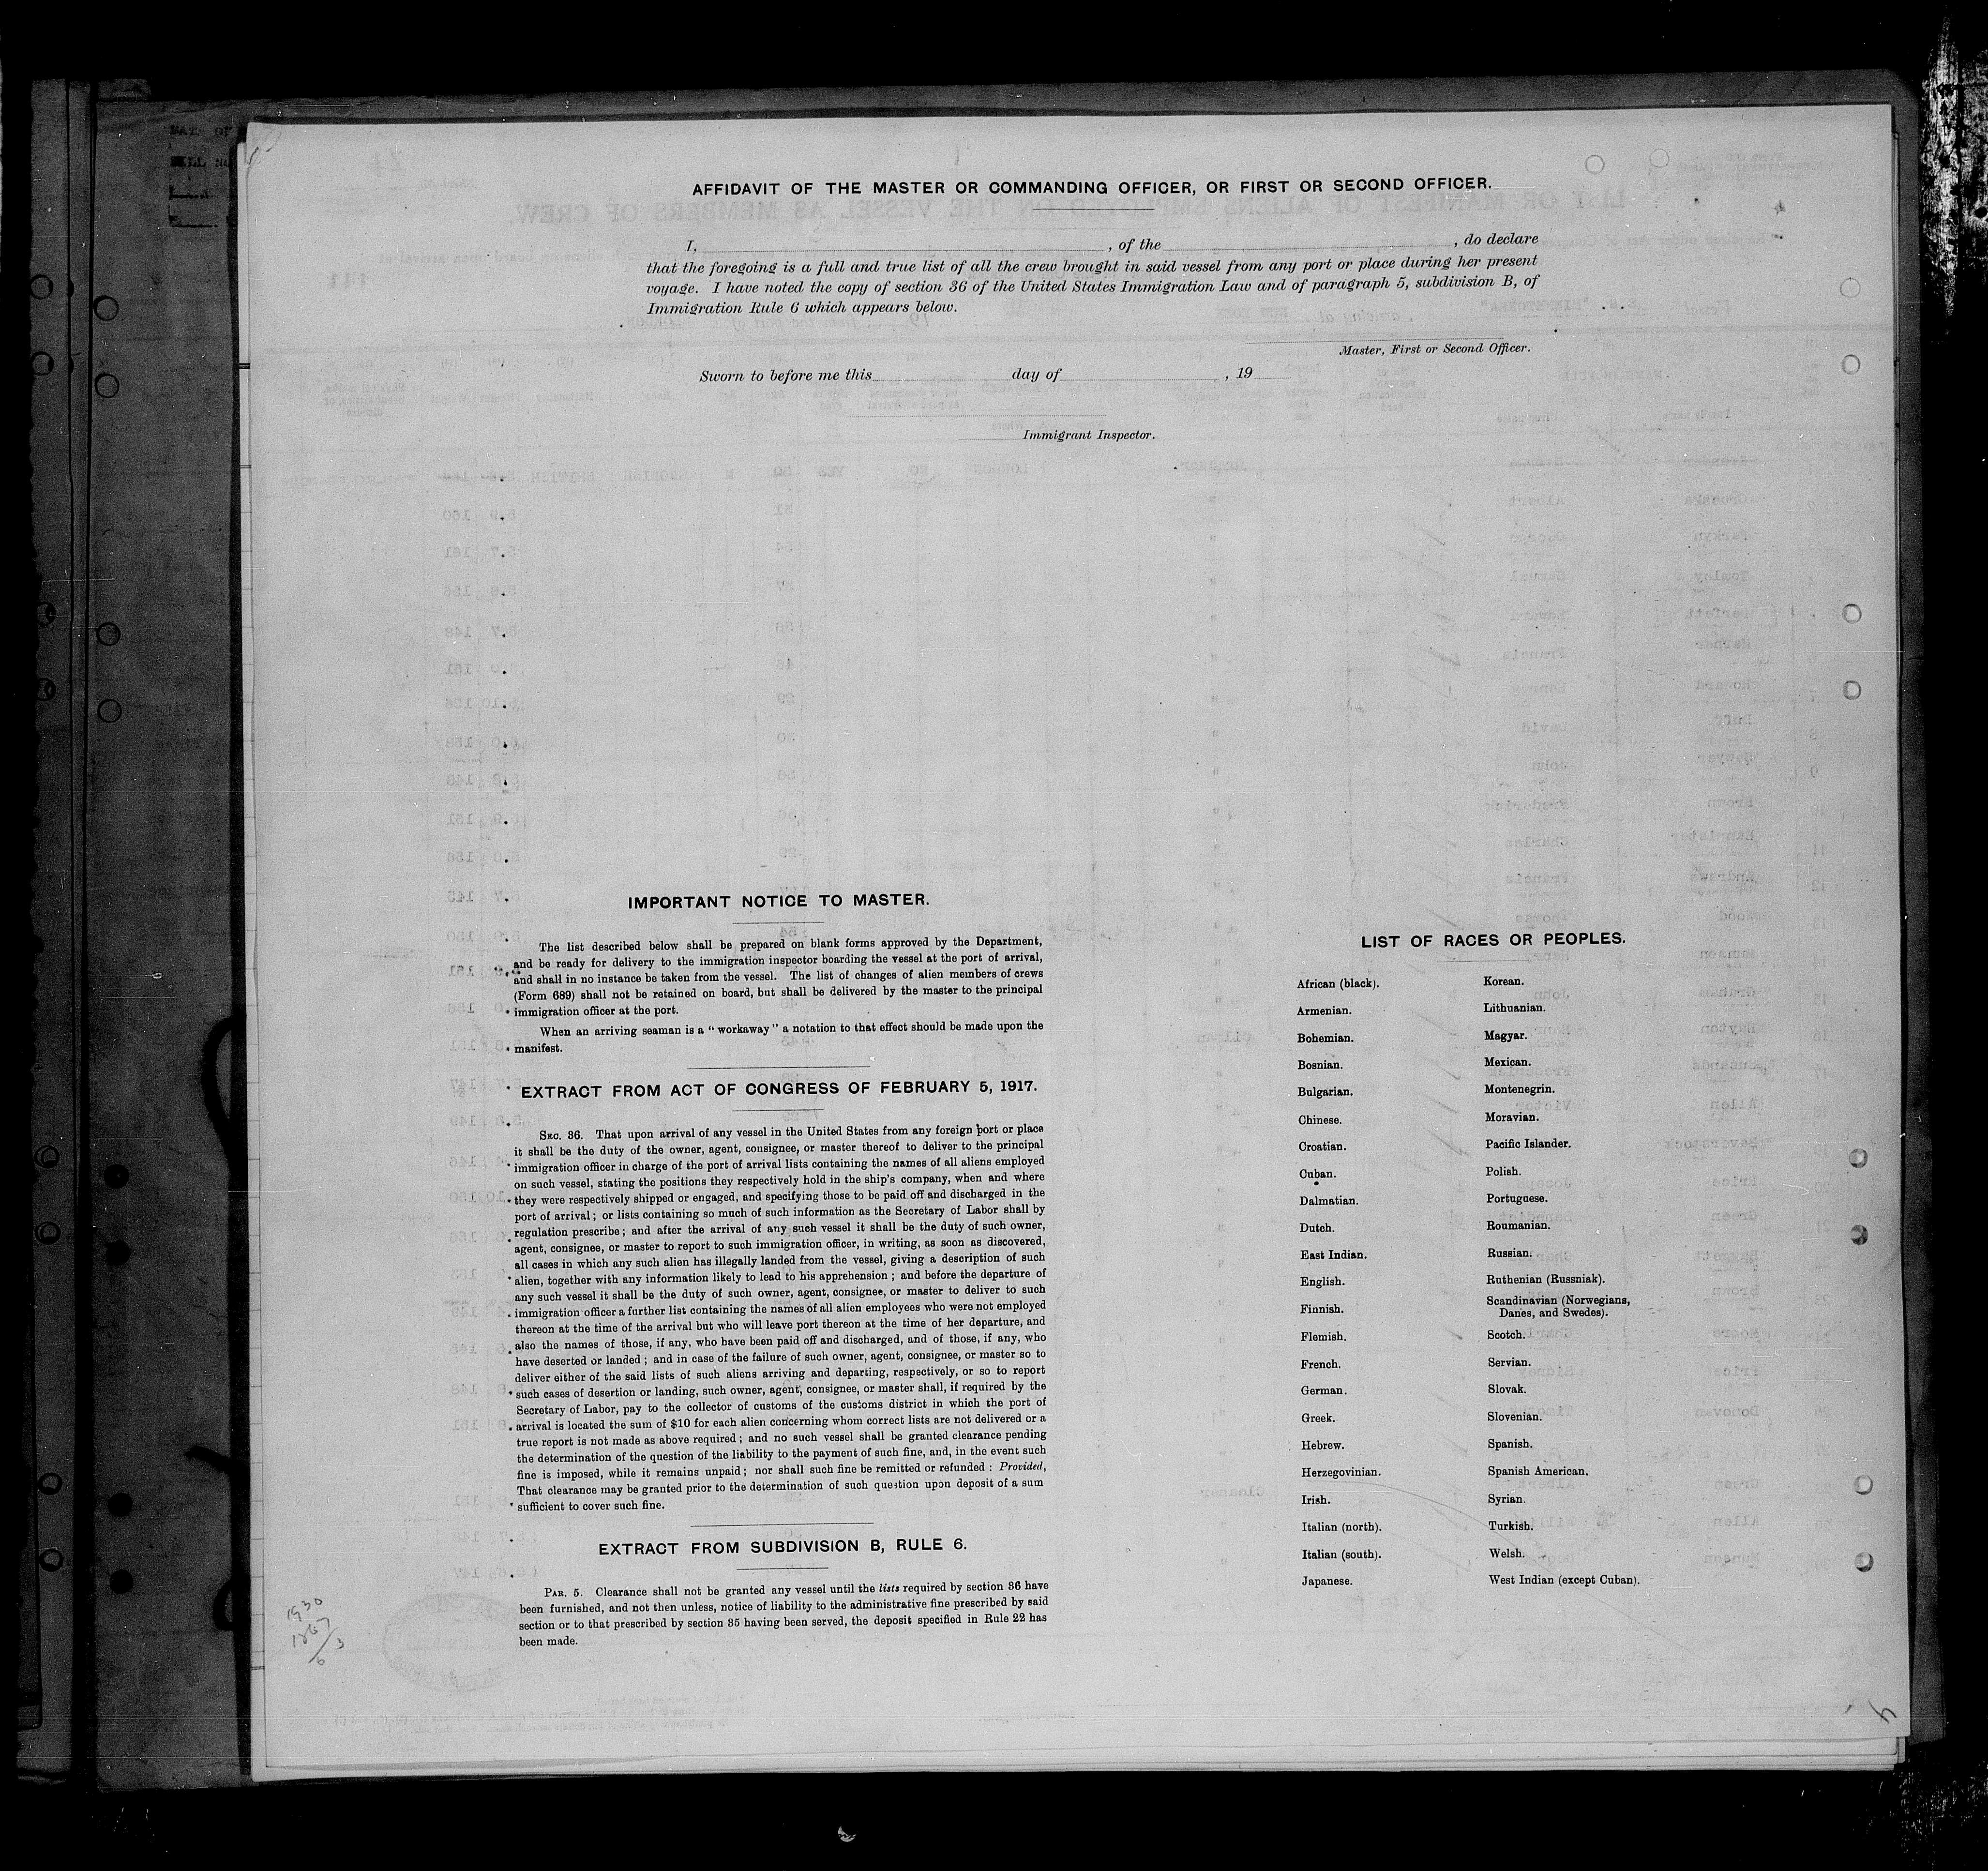 AFFIDAVIT OF THE MASTER OR COMMANDING OFFICER, OR FIRST OR SECOND OFFICER.
I, , of the , do declare
that the foregoing is a full and true list of all the crew brought in said vessel from any port or place during her present
voyage. I have noted the copy of section 36 of the United States Immigration Law and of paragraph 5, subdivision B, of
Immigration Rule 6 which appears below.
Master, First or Second Officer.
Sworn to before me this day of , 19
Immigrant Inspector.
IMPORTANT NOTICE TO MASTER.
The list described below shall be prepared on blank forms approved by the Department,
and be ready for delivery to the immigration inspector boarding the vessel at the port of arrival,
and shall in no instance be taken from the vessel. The list of changes of alien members of crews
(Form 689) shall not be retained on board, but shall be delivered by the master to the principal
immigration officer at the port.
When an arriving seaman is a "workaway" a notation to that effect should be made upon the
manifest.
EXTRACT FROM ACT OF CONGRESS OF FEBRUARY 5, 1917.
SEC. 36. That upon arrival of any vessel in the United States from any foreign port or place
it shall be the duty of the owner, agent, consignee, or master thereof to deliver to the principal
immigration officer in charge of the port of arrival lists containing the names of all aliens employed
on such vessel, stating the positions they respectively hold in the ship's company, when and where
they were respectively shipped or engaged, and specifying those to be paid off and discharged in the
port of arrival; or lists containing so much of such information as the Secretary of Labor shall by
regulation prescribe; and after the arrival of any such vessel it shall be the duty of such owner,
agent, consignee, or master to report to such immigration officer, in writing, as soon as discovered,
all cases in which any such alien has illegally landed from the vessel, giving a description of such
alien, together with any information likely to lead to his apprehension; and before the departure of
any such vessel it shall be the duty of such owner, agent, consignee, or master to deliver to such
immigration officer a further list containing the names of all alien employees who were not employed
thereon at the time of the arrival but who will leave port thereon at the time of her departure, and
also the names of those, if any, who have been paid off and discharged, and of those, if any, who
have deserted or landed; and in case of the failure of such owner, agent, consignee, or master so to
deliver either of the said lists of such aliens arriving and departing, respectively, or so to report
such cases of desertion or landing, such owner, agent, consignee, or master shall, if required by the
Secretary of Labor, pay to the collector of customs of the customs district in which the port of
arrival is located the sum of $10 for each alien concerning whom correct lists are not delivered or a
true report is not made as above required; and no such vessel shall be granted clearance pending
the determination of the question of the liability to the payment of such fine, and, in the event such
fine is imposed, while it remains unpaid; nor shall such fine be remitted or refunded: Provided,
That clearance may be granted prior to the determination of such question upon deposit of a sum
sufficient to cover such fine.
EXTRACT FROM SUBDIVISION B, RULE 6.
PAR. 5. Clearance shall not be granted any vessel until the lists required by section 36 have
been furnished, and not then unless, notice of liability to the administrative fine prescribed by said
section or to that prescribed by section 35 having been served, the deposit specified in Rule 22 has
been made.
LIST OF RACES OR PEOPLES.
African (black).
Armenian.
Bohemian.
Bosnian.
Bulgarian.
Chinese.
Croatian.
Cuban.
Dalmatian.
Dutch.
East Indian.
English.
Finnish.
Flemish.
French.
German.
Greek.
Hebrew.
Herzegovinian.
Irish.
Italian (north).
Italian (south).
Japanese.
Korean.
Lithuanian.
Magyar.
Mexican.
Montenegrin.
Moravian.
Pacific Islander.
Polish.
Portuguese.
Roumanian.
Russian.
Ruthenian (Russniak).
Scandinavian (Norwegians,
Danes, and Swedes).
Scotch.
Servian.
Slovak.
Slovenian.
Spanish.
Spanish American.
Syrian.
Turkish.
Welsh.
West Indian (except Cuban).
1930